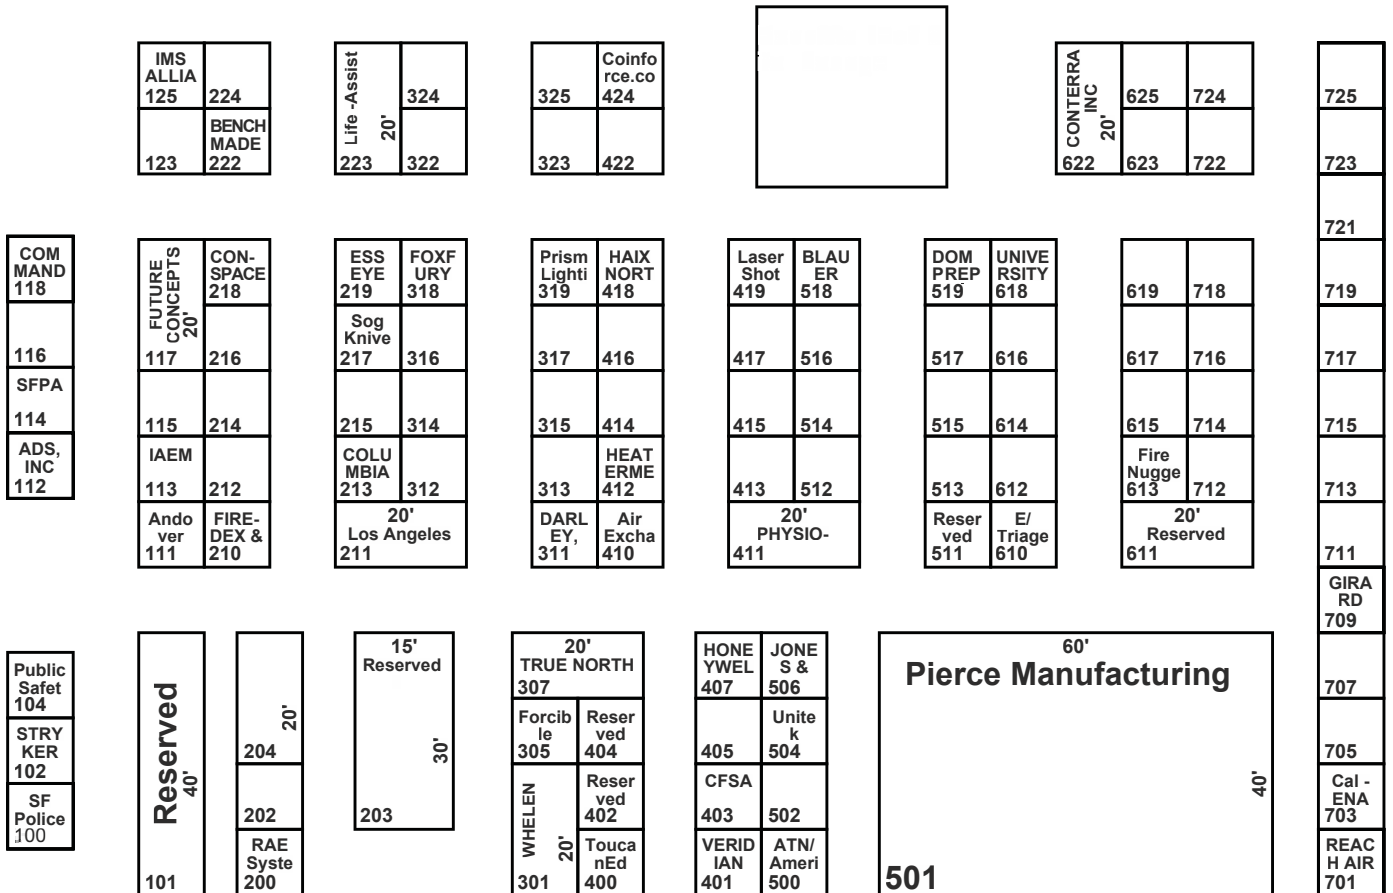 IMS
ALLIA
125
224
123
BENCH
MADE
222
Life -Assist
20'
223
324
322
325
Coinfo
rce.co
424
323
422
CONTERRA
INC
20'
622
625
724
623
722
725
723
721
719
717
715
713
711
GIRA
RD
709
707
705
Cal -
ENA
703
REAC
H AIR
701
COM
MAND
118
116
SFPA
114
ADS,
INC
112
FUTURE
CONCEPTS
20'
117
CON-
SPACE
218
216
115
214
IAEM
113
212
Ando
ver
111
FIRE-
DEX &
210
ESS
EYE
219
FOXF
URY
318
Sog
Knive
217
316
215
314
COLU
MBIA
213
312
20'
Los Angeles
211
Prism
Lighti
319
HAIX
NORT
418
317
416
315
414
313
HEAT
ERME
412
DARL
EY,
311
Air
Excha
410
Laser
Shot
419
BLAU
ER
518
417
516
415
514
413
512
20'
PHYSIO-
411
DOM
PREP
519
UNIVE
RSITY
618
517
616
515
614
513
612
Reser
ved
511
E/
Triage
610
619
718
617
716
615
714
Fire
Nugge
613
712
20'
Reserved
611
Public
Safet
104
STRY
KER
102
SF
Police
100
Reserved
40'
101
20'
204
202
RAE
Syste
200
15'
Reserved
30'
203
20'
TRUE NORTH
307
Forcib
le
305
Reser
ved
404
WHELEN
20'
301
Reser
ved
402
Touca
nEd
400
HONE
YWEL
407
JONE
S &
506
405
Unite
k
504
CFSA
403
502
VERID
IAN
401
ATN/
Ameri
500
60'
Pierce Manufacturing
40'
501